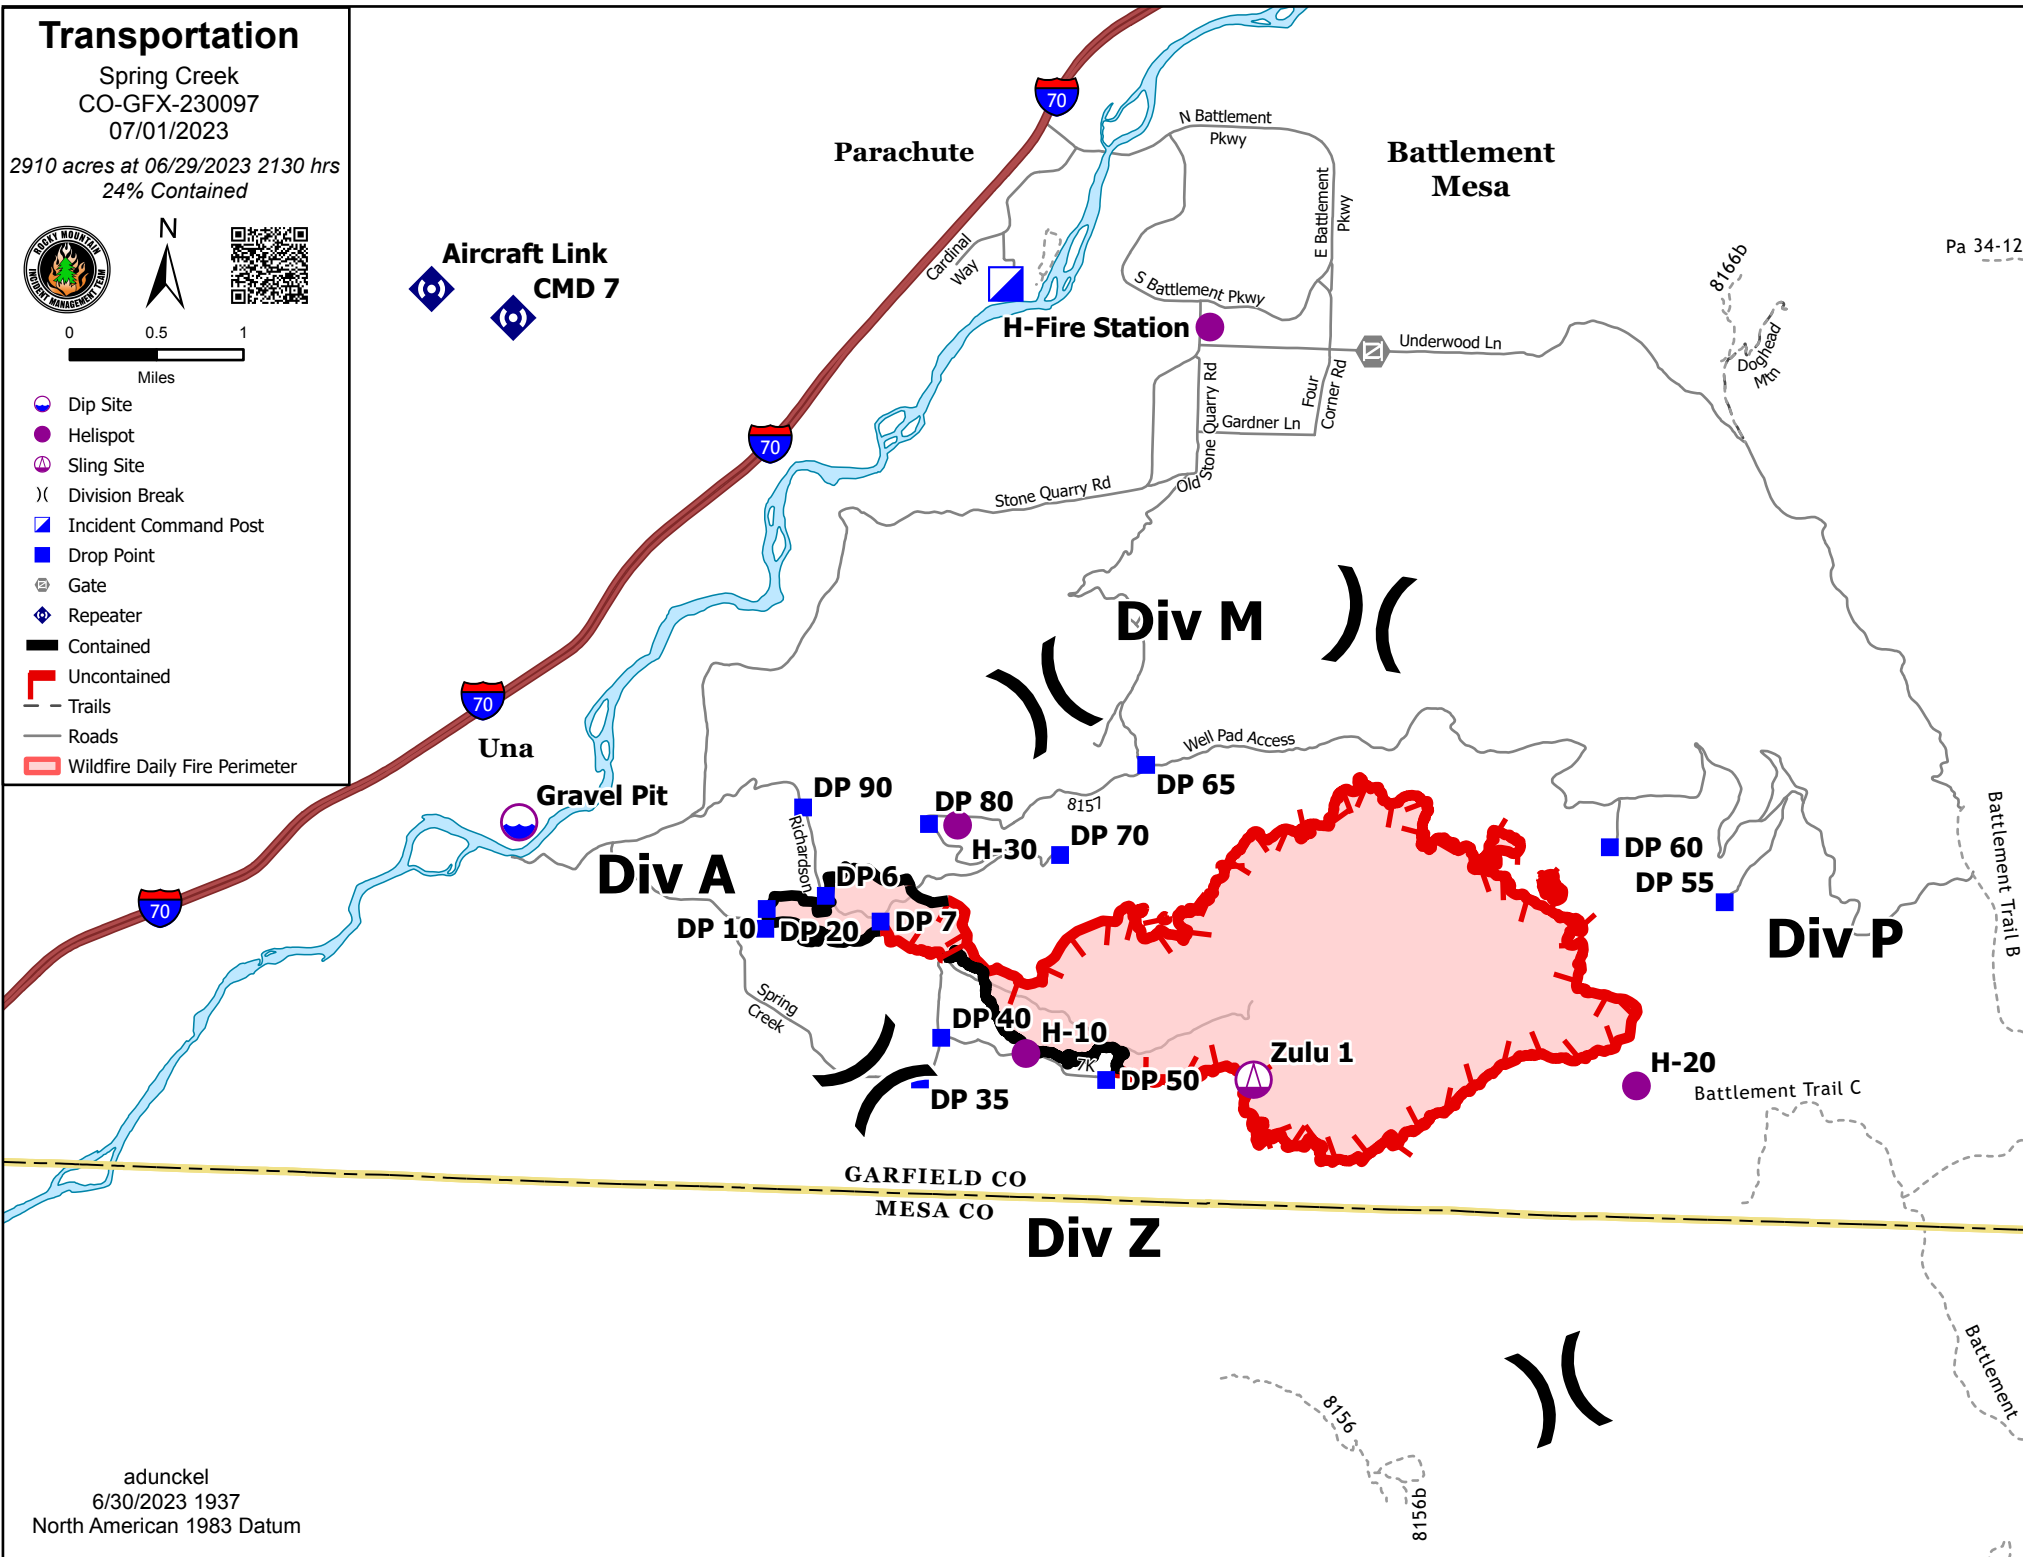 Transportation
Spring Creek
CO-GFX-230097
07/01/2023
2910 acres at 06/29/2023 2130 hrs
24% Contained
ROCKY MOUNTAIN
INCIDENT MANAGEMENT TEAM
N
0 0.5 1
Miles
Dip Site
Helispot
Sling Site
Division Break
Incident Command Post
Drop Point
Gate
Repeater
Contained
Uncontained
Trails
Roads
Wildfire Daily Fire Perimeter
70
Parachute
N Battlement
Pkwy
Battlement
Mesa
E Battlement
Pkwy
Pa 34-12
8166b
Doghead
Mtn
Aircraft Link
CMD 7
Cardinal
Way
S Battlement Pkwy
H-Fire Station
Underwood Ln
Four
Corner Rd
Gardner Ln
Old Stone Quarry Rd
Stone Quarry Rd
70
Div M
70
Una
Well Pad Access
DP 65
Gravel Pit
DP 90
DP 80
8157
H-30
DP 70
Richardson
DP 60
DP 55
Battlement Trail B
Div A
DP 6
70
DP 10
DP 20
DP 7
Div P
Spring
Creek
DP 40
H-10
7K
Zulu 1
H-20
DP 50
DP 35
Battlement Trail C
GARFIELD CO
MESA CO
Div Z
Battlement
8156
8156b
adunckel
6/30/2023 1937
North American 1983 Datum